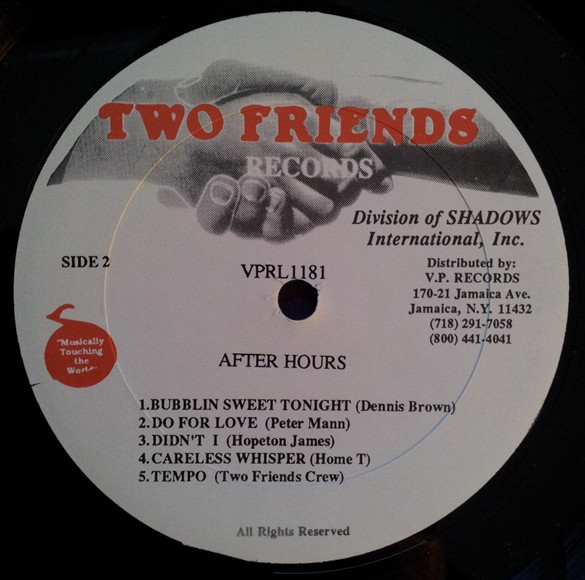 TWO FRIENDS
RECORDS
Division of SHADOWS
International, Inc.
SIDE 2
VPRL1181
Distributed by:
V.P. RECORDS
170-21 Jamaica Ave.
Jamaica, N.Y. 11432
(718) 291-7058
(800) 441-4041
"Musically
Touching
the
World"
AFTER HOURS
1.BUBBLIN SWEET TONIGHT (Dennis Brown)
2.DO FOR LOVE (Peter Mann)
3.DIDN'T I (Hopeton James)
4.CARELESS WHISPER (Home T)
5.TEMPO (Two Friends Crew)
All Rights Reserved